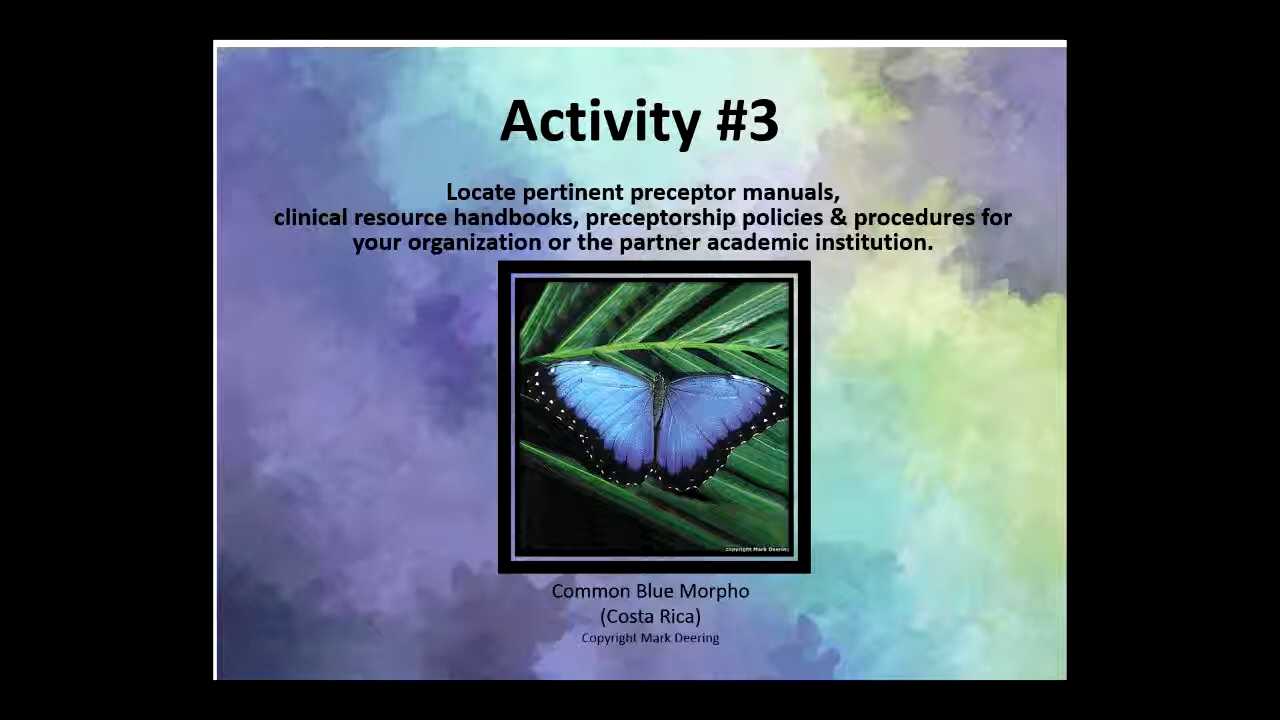 Activity #3
Locate pertinent preceptor manuals,
clinical resource handbooks, preceptorship policies & procedures for
your organization or the partner academic institution.
copyright Mark Deering
Common Blue Morpho
(Costa Rica)
Copyright Mark Deering